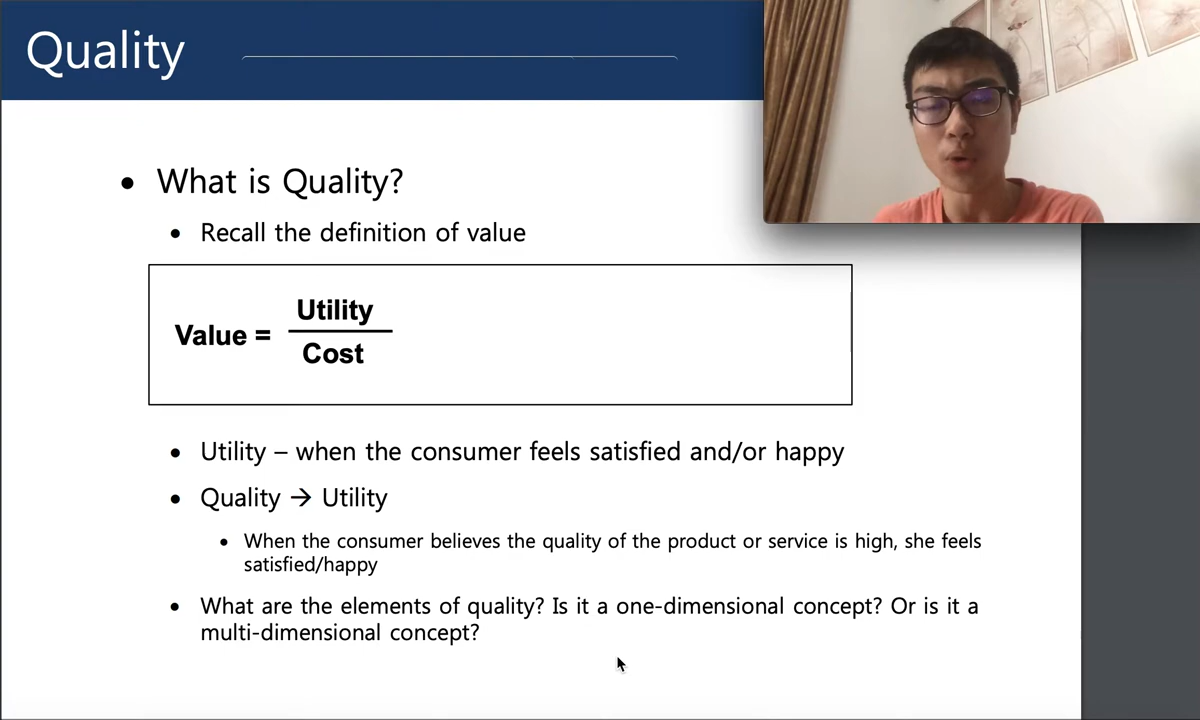 Quality
• What is Quality?
• Recall the definition of value
Value = Utility
Cost
• Utility – when the consumer feels satisfied and/or happy
• Quality → Utility
• When the consumer believes the quality of the product or service is high, she feels
satisfied/happy
• What are the elements of quality? Is it a one-dimensional concept? Or is it a
multi-dimensional concept?